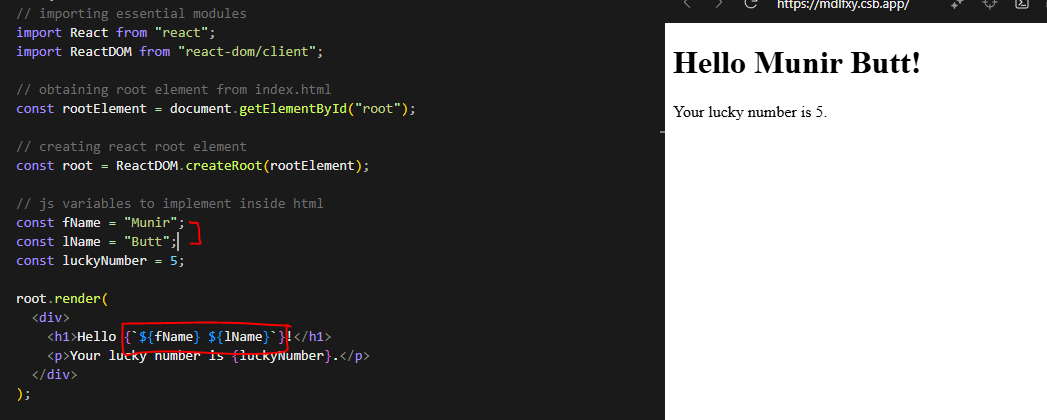 // importing essential modules
import React from "react";
import ReactDOM from "react-dom/client";
// obtaining root element from index.html
const rootElement = document.getElementById("root");
// creating react root element
const root = ReactDOM.createRoot(rootElement);
// js variables to implement inside html
const fName = "Munir";
const lName = "Butt";
const luckyNumber = 5;
root.render(
<div>
<h1>Hello {`${fName} ${lName}`}!</h1>
<p>Your lucky number is {luckyNumber}.</p>
</div>
);
https://mdlfxy.csb.app/
Hello Munir Butt!
Your lucky number is 5.